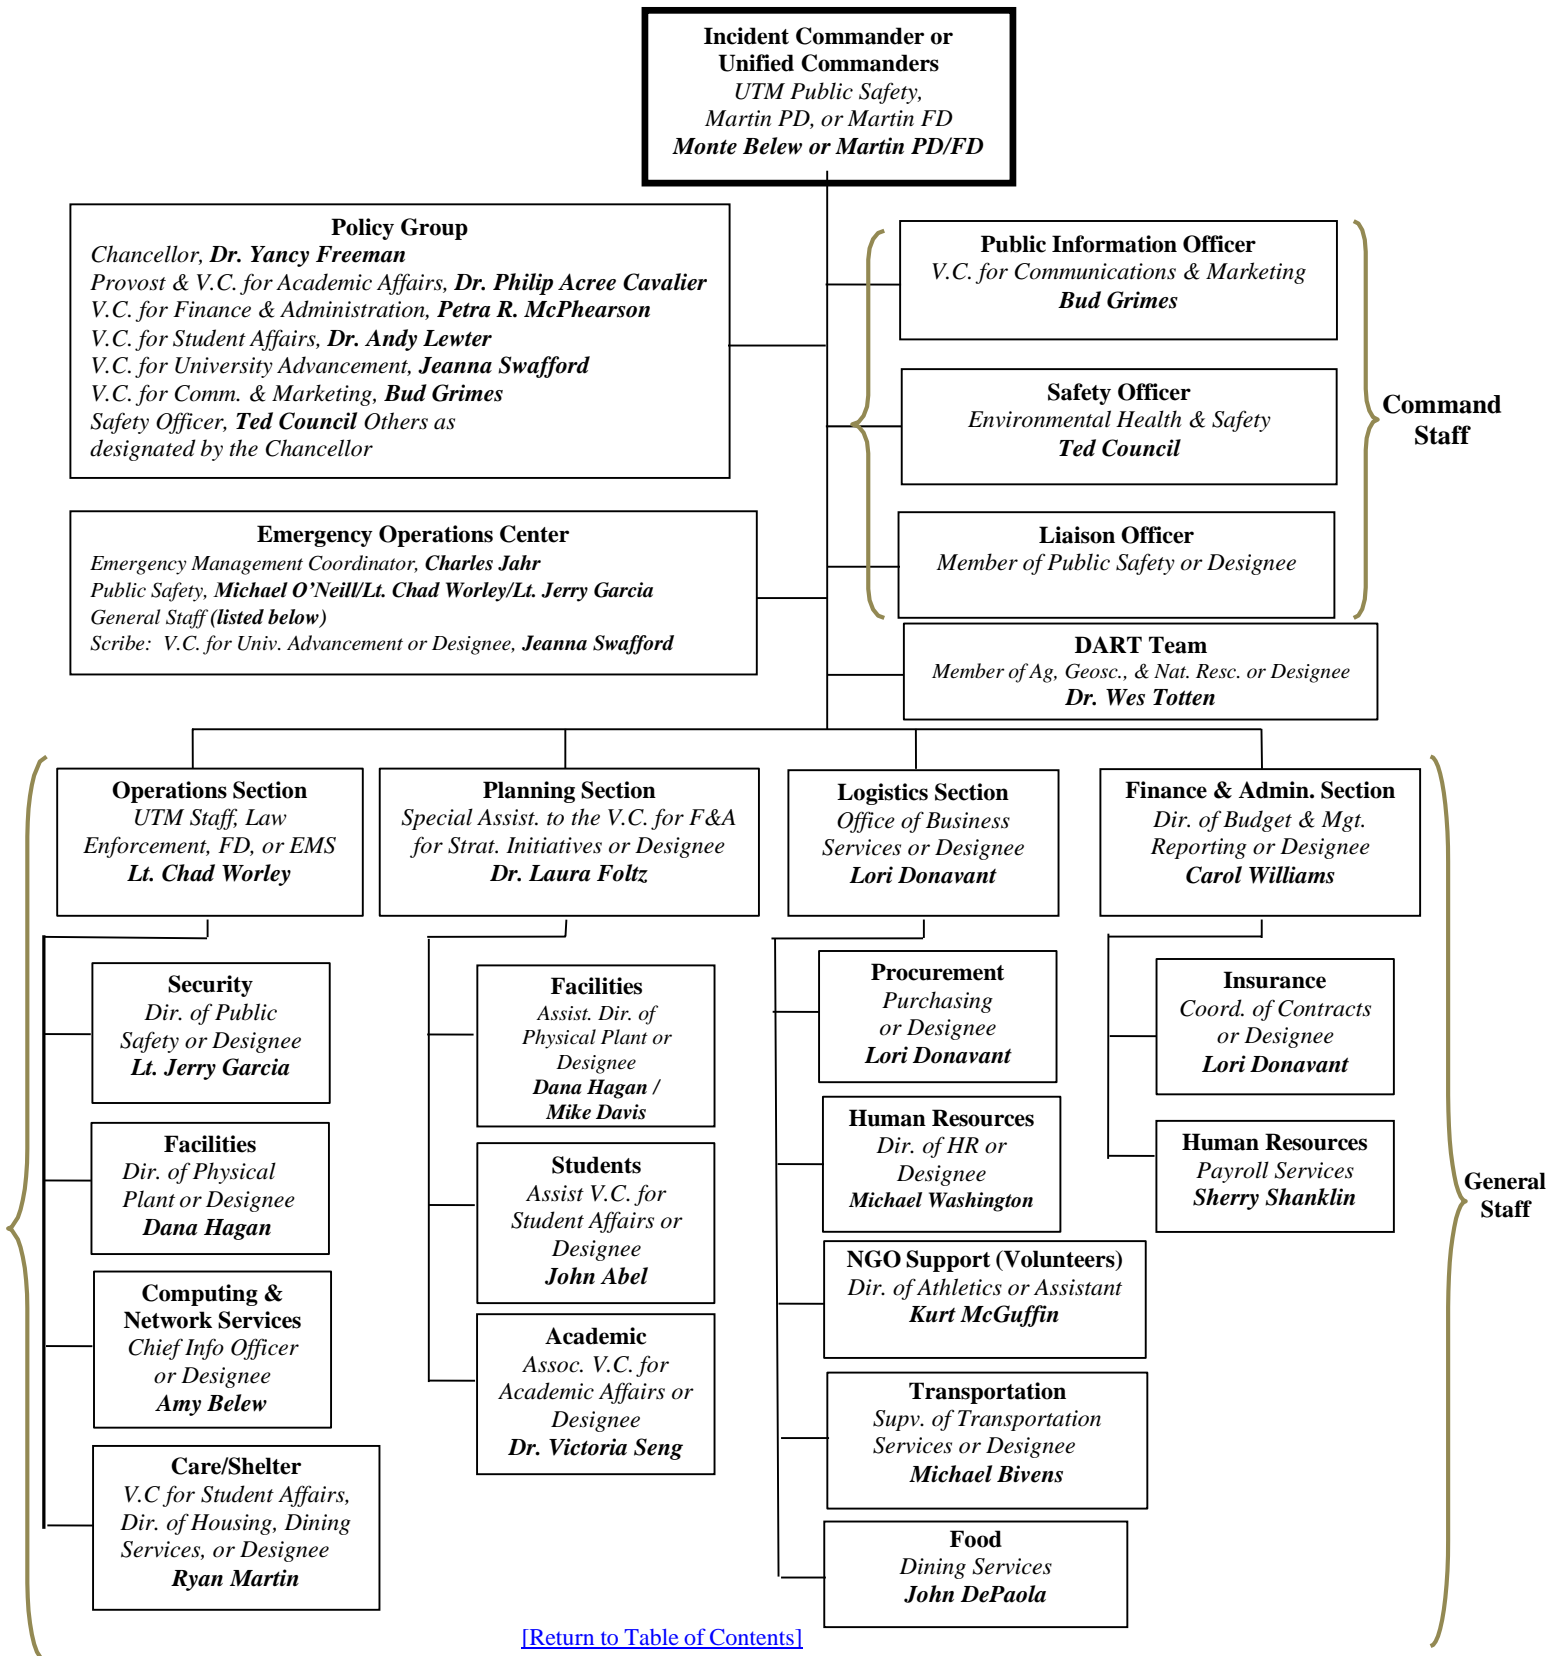 Incident Commander or
Unified Commanders
UTM Public Safety,
Martin PD, or Martin FD
Monte Belew or Martin PD/FD
Policy Group
Chancellor, Dr. Yancy Freeman
Provost & V.C. for Academic Affairs, Dr. Philip Acree Cavalier
V.C. for Finance & Administration, Petra R. McPhearson
V.C. for Student Affairs, Dr. Andy Lewter
V.C. for University Advancement, Jeanna Swafford
V.C. for Comm. & Marketing, Bud Grimes
Safety Officer, Ted Council Others as
designated by the Chancellor
Public Information Officer
V.C. for Communications & Marketing
Bud Grimes
Safety Officer
Environmental Health & Safety
Ted Council
Liaison Officer
Member of Public Safety or Designee
Command
Staff
Emergency Operations Center
Emergency Management Coordinator, Charles Jahr
Public Safety, Michael O’Neill/Lt. Chad Worley/Lt. Jerry Garcia
General Staff (listed below)
Scribe: V.C. for Univ. Advancement or Designee, Jeanna Swafford
DART Team
Member of Ag, Geosc., & Nat. Resc. or Designee
Dr. Wes Totten
Operations Section
UTM Staff, Law
Enforcement, FD, or EMS
Lt. Chad Worley
Planning Section
Special Assist. to the V.C. for F&A
for Strat. Initiatives or Designee
Dr. Laura Foltz
Logistics Section
Office of Business
Services or Designee
Lori Donavant
Finance & Admin. Section
Dir. of Budget & Mgt.
Reporting or Designee
Carol Williams
Security
Dir. of Public
Safety or Designee
Lt. Jerry Garcia
Facilities
Dir. of Physical
Plant or Designee
Dana Hagan
Computing &
Network Services
Chief Info Officer
or Designee
Amy Belew
Care/Shelter
V.C for Student Affairs,
Dir. of Housing, Dining
Services, or Designee
Ryan Martin
Facilities
Assist. Dir. of
Physical Plant or
Designee
Dana Hagan /
Mike Davis
Students
Assist V.C. for
Student Affairs or
Designee
John Abel
Academic
Assoc. V.C. for
Academic Affairs or
Designee
Dr. Victoria Seng
Procurement
Purchasing
or Designee
Lori Donavant
Human Resources
Dir. of HR or
Designee
Michael Washington
NGO Support (Volunteers)
Dir. of Athletics or Assistant
Kurt McGuffin
Transportation
Supv. of Transportation
Services or Designee
Michael Bivens
Food
Dining Services
John DePaola
Insurance
Coord. of Contracts
or Designee
Lori Donavant
Human Resources
Payroll Services
Sherry Shanklin
General
Staff
[Return to Table of Contents]